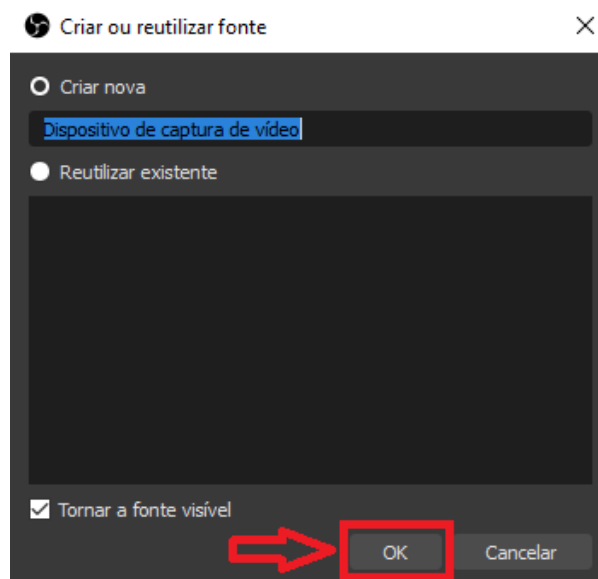 Criar ou reutilizar fonte
Criar nova
Dispositivo de captura de vídeo
Reutilizar existente
Tornar a fonte visível
OK Cancelar